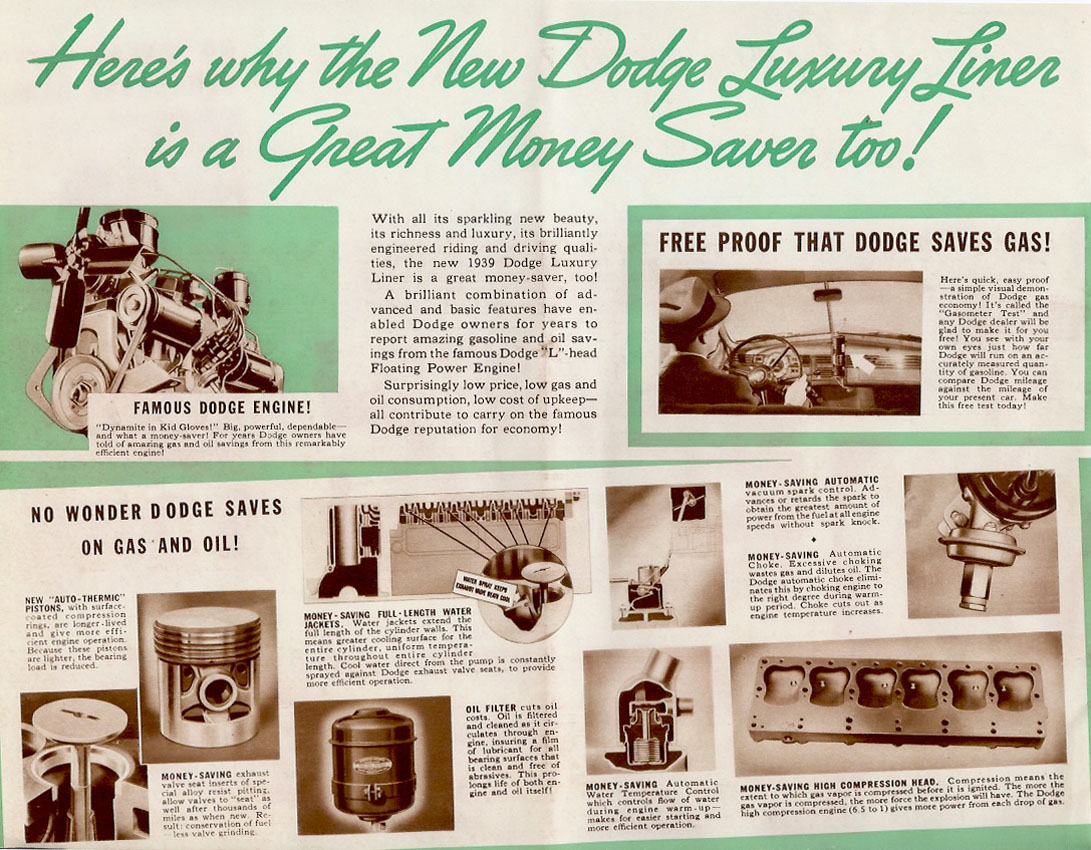 Here's why the New Dodge Luxury Liner
is a Great Money Saver too!
FAMOUS DODGE ENGINE!
"Dynamite in Kid Gloves!" Big, powerful, dependable—
and what a money-saver! For years Dodge owners have
told of amazing gas and oil savings from this remarkably
efficient engine!
With all its sparkling new beauty,
its richness and luxury, its brilliantly
engineered riding and driving quali-
ties, the new 1939 Dodge Luxury
Liner is a great money-saver, too!
A brilliant combination of ad-
vanced and basic features have en-
abled Dodge owners for years to
report amazing gasoline and oil sav-
ings from the famous Dodge "L"-head
Floating Power Engine!
Surprisingly low price, low gas and
oil consumption, low cost of upkeep—
all contribute to carry on the famous
Dodge reputation for economy!
FREE PROOF THAT DODGE SAVES GAS!
Here's quick, easy proof
—a simple visual demon-
stration of Dodge gas
economy! It's called the
"Gasometer Test" and
any Dodge dealer will be
glad to make it for you
free! You see with your
own eyes just how far
Dodge will run on an ac-
curately measured quan-
tity of gasoline. You can
compare Dodge mileage
against the mileage of
your present car. Make
this free test today!
NO WONDER DODGE SAVES
ON GAS AND OIL!
NEW "AUTO-THERMIC"
PISTONS, with surface-
coated compression
rings, are longer-lived
and give more effi-
cient engine operation.
Because these pistons
are lighter, the bearing
load is reduced.
MONEY-SAVING exhaust
valve seat inserts of spe-
cial alloy resist pitting,
allow valves to "seat" as
well after thousands of
miles as when new. Re-
sult: conservation of fuel
—less valve grinding.
WATER SPRAY KEEPS
EXHAUST VALVE SEATS COOL
MONEY-SAVING FULL-LENGTH WATER
JACKETS. Water jackets extend the
full length of the cylinder walls. This
means greater cooling surface for the
entire cylinder, uniform tempera-
ture throughout entire cylinder
length. Cool water direct from the pump is constantly
sprayed against Dodge exhaust valve seats, to provide
more efficient operation.
OIL FILTER cuts oil
costs. Oil is filtered
and cleaned as it cir-
culates through en-
gine, insuring a film
of lubricant for all
bearing surfaces that
is clean and free of
abrasives. This pro-
longs life of both en-
gine and oil itself!
MONEY-SAVING AUTOMATIC
vacuum spark control. Ad-
vances or retards the spark to
obtain the greatest amount of
power from the fuel at all engine
speeds without spark knock.
MONEY-SAVING Automatic
Choke. Excessive choking
wastes gas and dilutes oil. The
Dodge automatic choke elimi-
nates this by choking engine to
the right degree during warm-
up period. Choke cuts out as
engine temperature increases.
MONEY-SAVING Automatic
Water Temperature Control
which controls flow of water
during engine warm-up—
makes for easier starting and
more efficient operation.
MONEY-SAVING HIGH COMPRESSION HEAD. Compression means the
extent to which gas vapor is compressed before it is ignited. The more the
gas vapor is compressed, the more force the explosion will have. The Dodge
high compression engine (6.5 to 1) gives more power from each drop of gas.